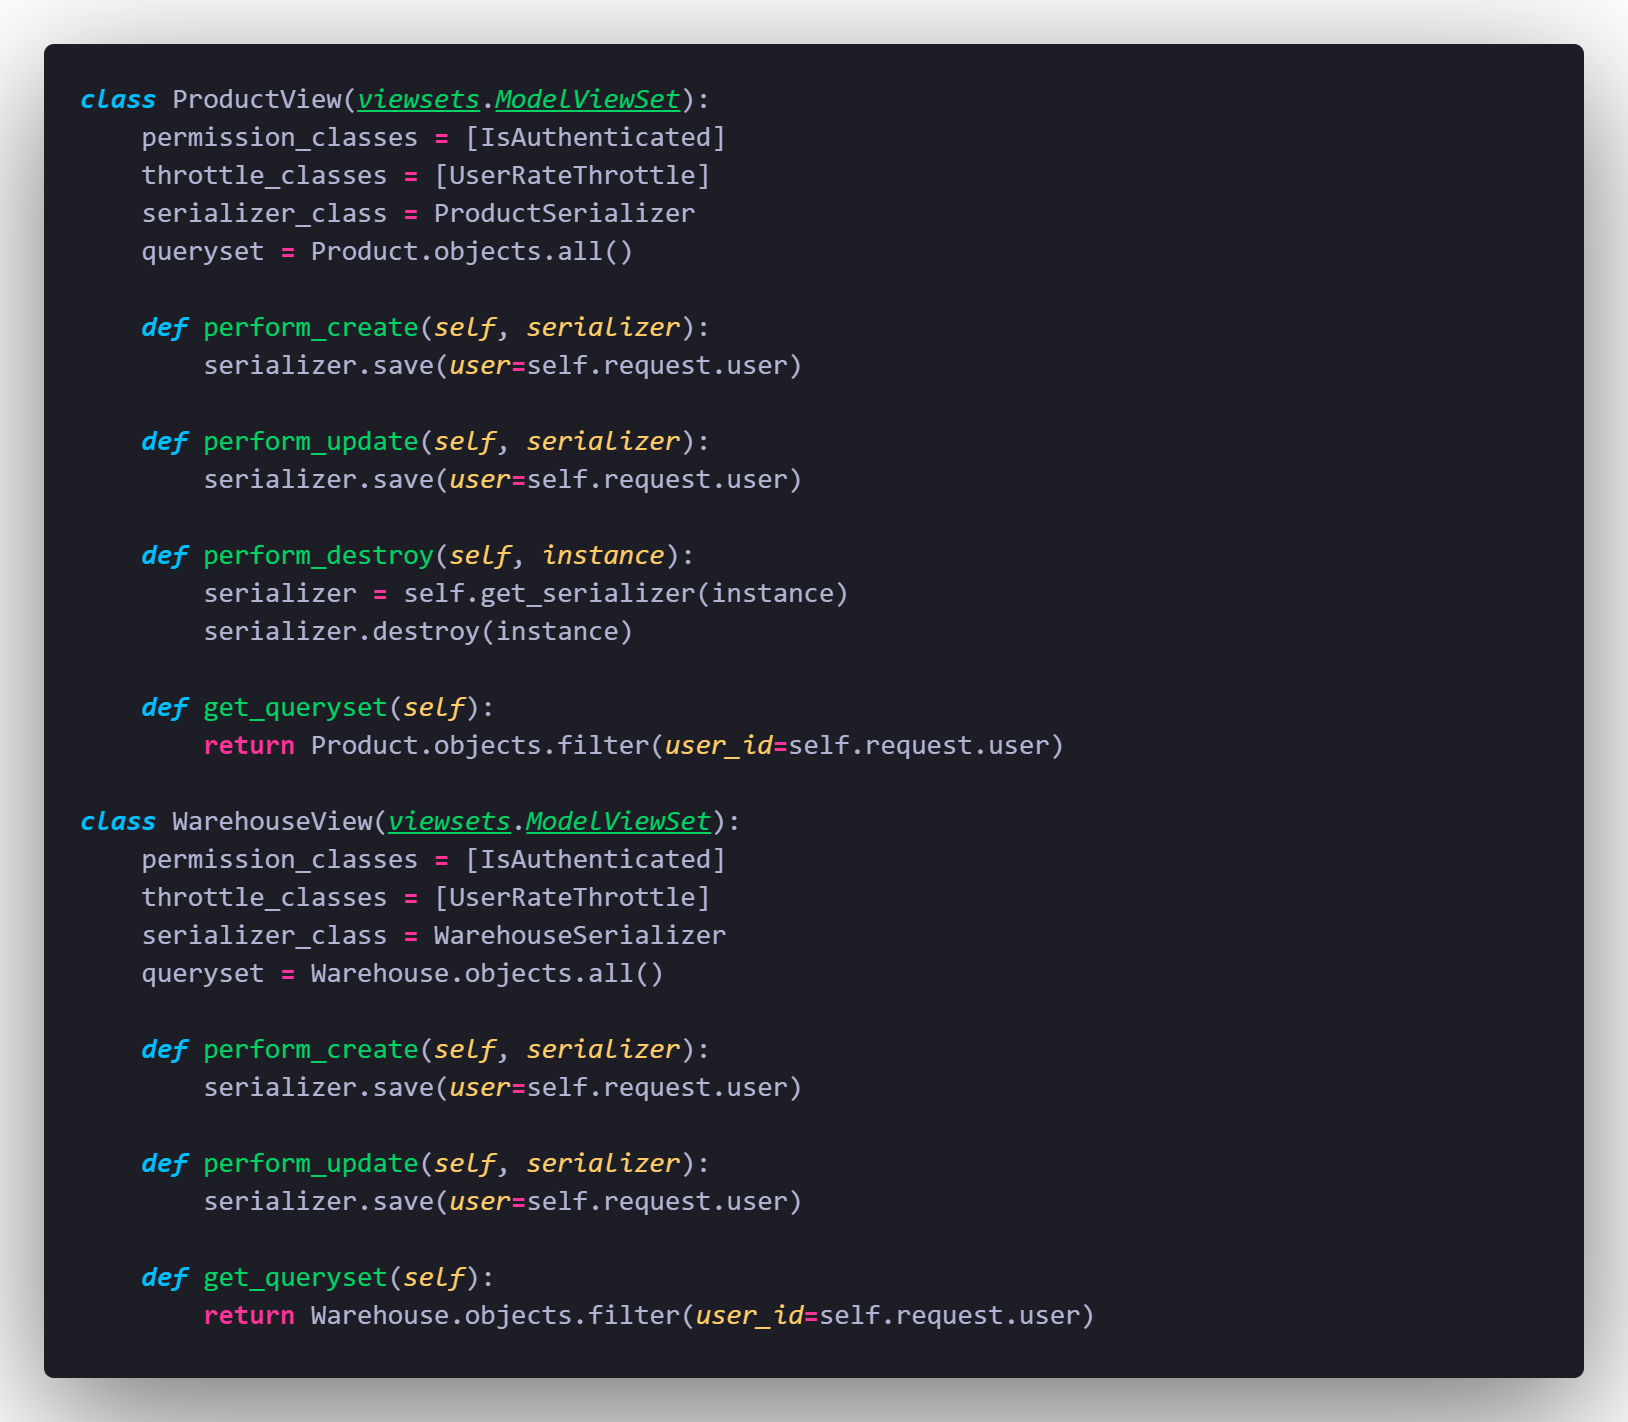 class ProductView(viewsets.ModelViewSet):
    permission_classes = [IsAuthenticated]
    throttle_classes = [UserRateThrottle]
    serializer_class = ProductSerializer
    queryset = Product.objects.all()

    def perform_create(self, serializer):
        serializer.save(user=self.request.user)

    def perform_update(self, serializer):
        serializer.save(user=self.request.user)

    def perform_destroy(self, instance):
        serializer = self.get_serializer(instance)
        serializer.destroy(instance)

    def get_queryset(self):
        return Product.objects.filter(user_id=self.request.user)

class WarehouseView(viewsets.ModelViewSet):
    permission_classes = [IsAuthenticated]
    throttle_classes = [UserRateThrottle]
    serializer_class = WarehouseSerializer
    queryset = Warehouse.objects.all()

    def perform_create(self, serializer):
        serializer.save(user=self.request.user)

    def perform_update(self, serializer):
        serializer.save(user=self.request.user)

    def get_queryset(self):
        return Warehouse.objects.filter(user_id=self.request.user)